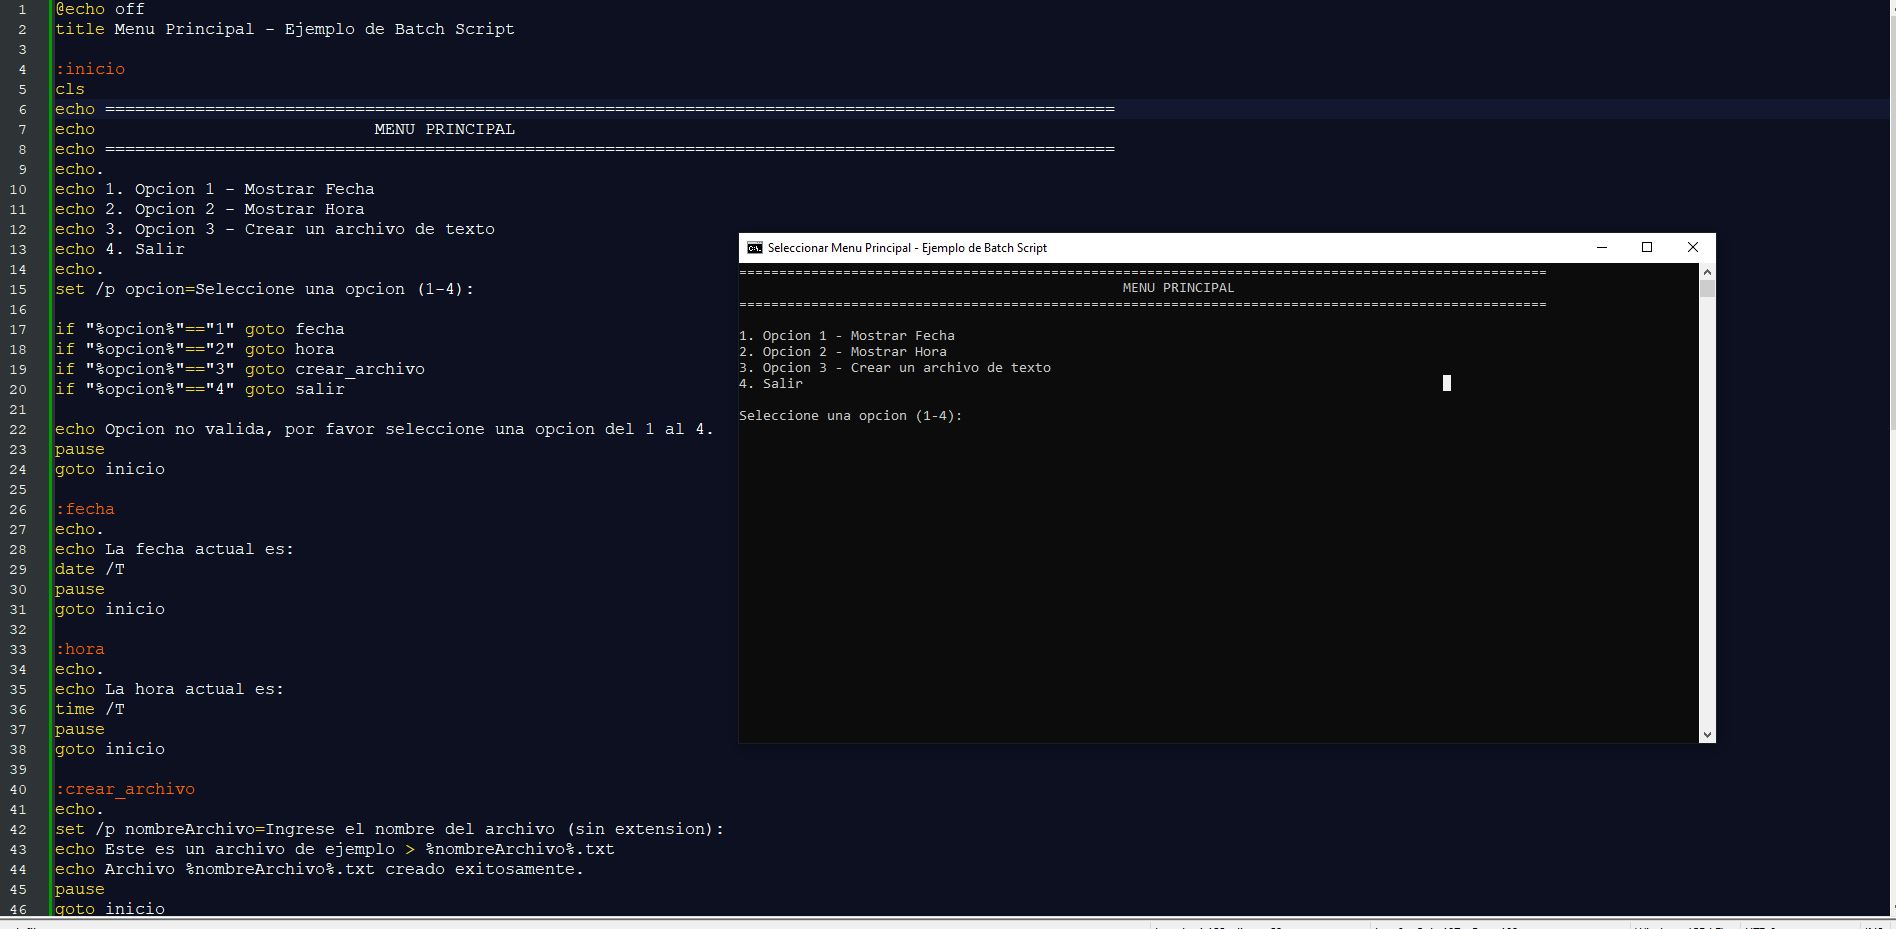 1 @echo off
2 title Menu Principal - Ejemplo de Batch Script
3
4 :inicio
5 cls
6 echo =====================================================================================================
7 echo                            MENU PRINCIPAL
8 echo =====================================================================================================
9 echo.
10 echo 1. Opcion 1 - Mostrar Fecha
11 echo 2. Opcion 2 - Mostrar Hora
12 echo 3. Opcion 3 - Crear un archivo de texto
13 echo 4. Salir
14 echo.
15 set /p opcion=Seleccione una opcion (1-4):
16
17 if "%opcion%"=="1" goto fecha
18 if "%opcion%"=="2" goto hora
19 if "%opcion%"=="3" goto crear_archivo
20 if "%opcion%"=="4" goto salir
21
22 echo Opcion no valida, por favor seleccione una opcion del 1 al 4.
23 pause
24 goto inicio
25
26 :fecha
27 echo.
28 echo La fecha actual es:
29 date /T
30 pause
31 goto inicio
32
33 :hora
34 echo.
35 echo La hora actual es:
36 time /T
37 pause
38 goto inicio
39
40 :crear_archivo
41 echo.
42 set /p nombreArchivo=Ingrese el nombre del archivo (sin extension):
43 echo Este es un archivo de ejemplo > %nombreArchivo%.txt
44 echo Archivo %nombreArchivo%.txt creado exitosamente.
45 pause
46 goto inicio
Seleccionar Menu Principal - Ejemplo de Batch Script
=====================================================================================================
MENU PRINCIPAL
=====================================================================================================
1. Opcion 1 - Mostrar Fecha
2. Opcion 2 - Mostrar Hora
3. Opcion 3 - Crear un archivo de texto
4. Salir
Seleccione una opcion (1-4):